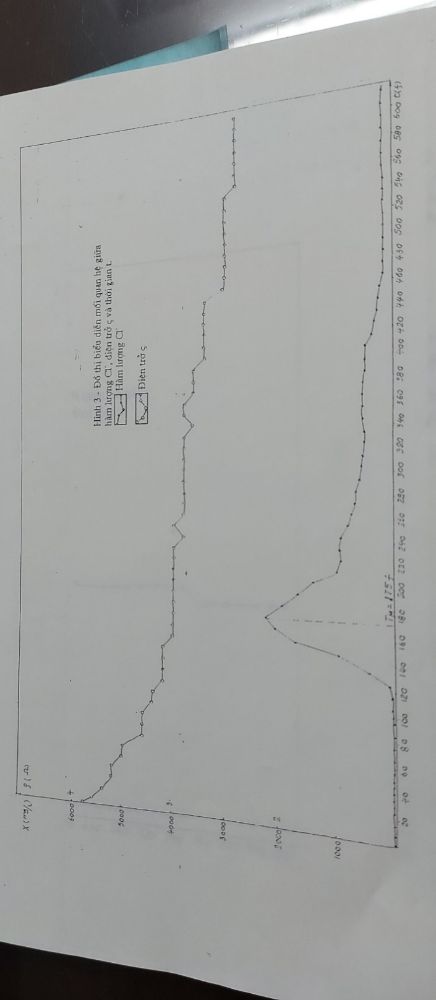 X (mg/l) ρ (Ω)
Hình 3 - Đồ thị biểu diễn mối quan hệ giữa
hàm lượng Cl⁻, điện trở ς và thời gian t.
Hàm lượng Cl⁻
Điện trở ς
6000 4
5000
4000 3
3000
2000 2
1000
TM = 175 f
20 40 60 80 100 120 140 160 180 200 220 240 260 280 300 320 340 360 380 400 420 440 460 480 500 520 540 560 580 600 t(f)